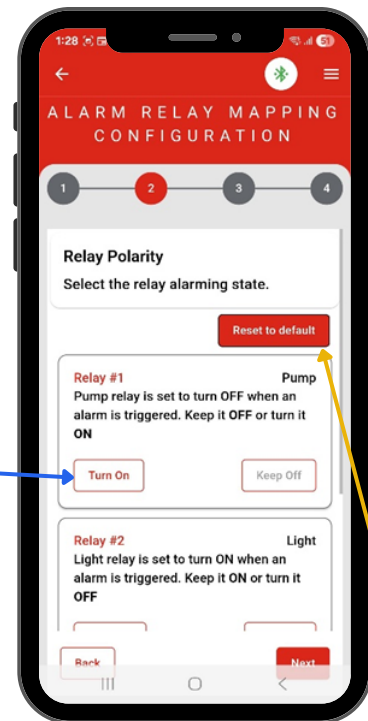 1:28
51
ALARM RELAY MAPPING
CONFIGURATION
1 2 3 4
Relay Polarity
Select the relay alarming state.
Reset to default
Relay #1 Pump
Pump relay is set to turn OFF when an
alarm is triggered. Keep it OFF or turn it
ON
Turn On Keep Off
Relay #2 Light
Light relay is set to turn ON when an
alarm is triggered. Keep it ON or turn it
OFF
Back Next